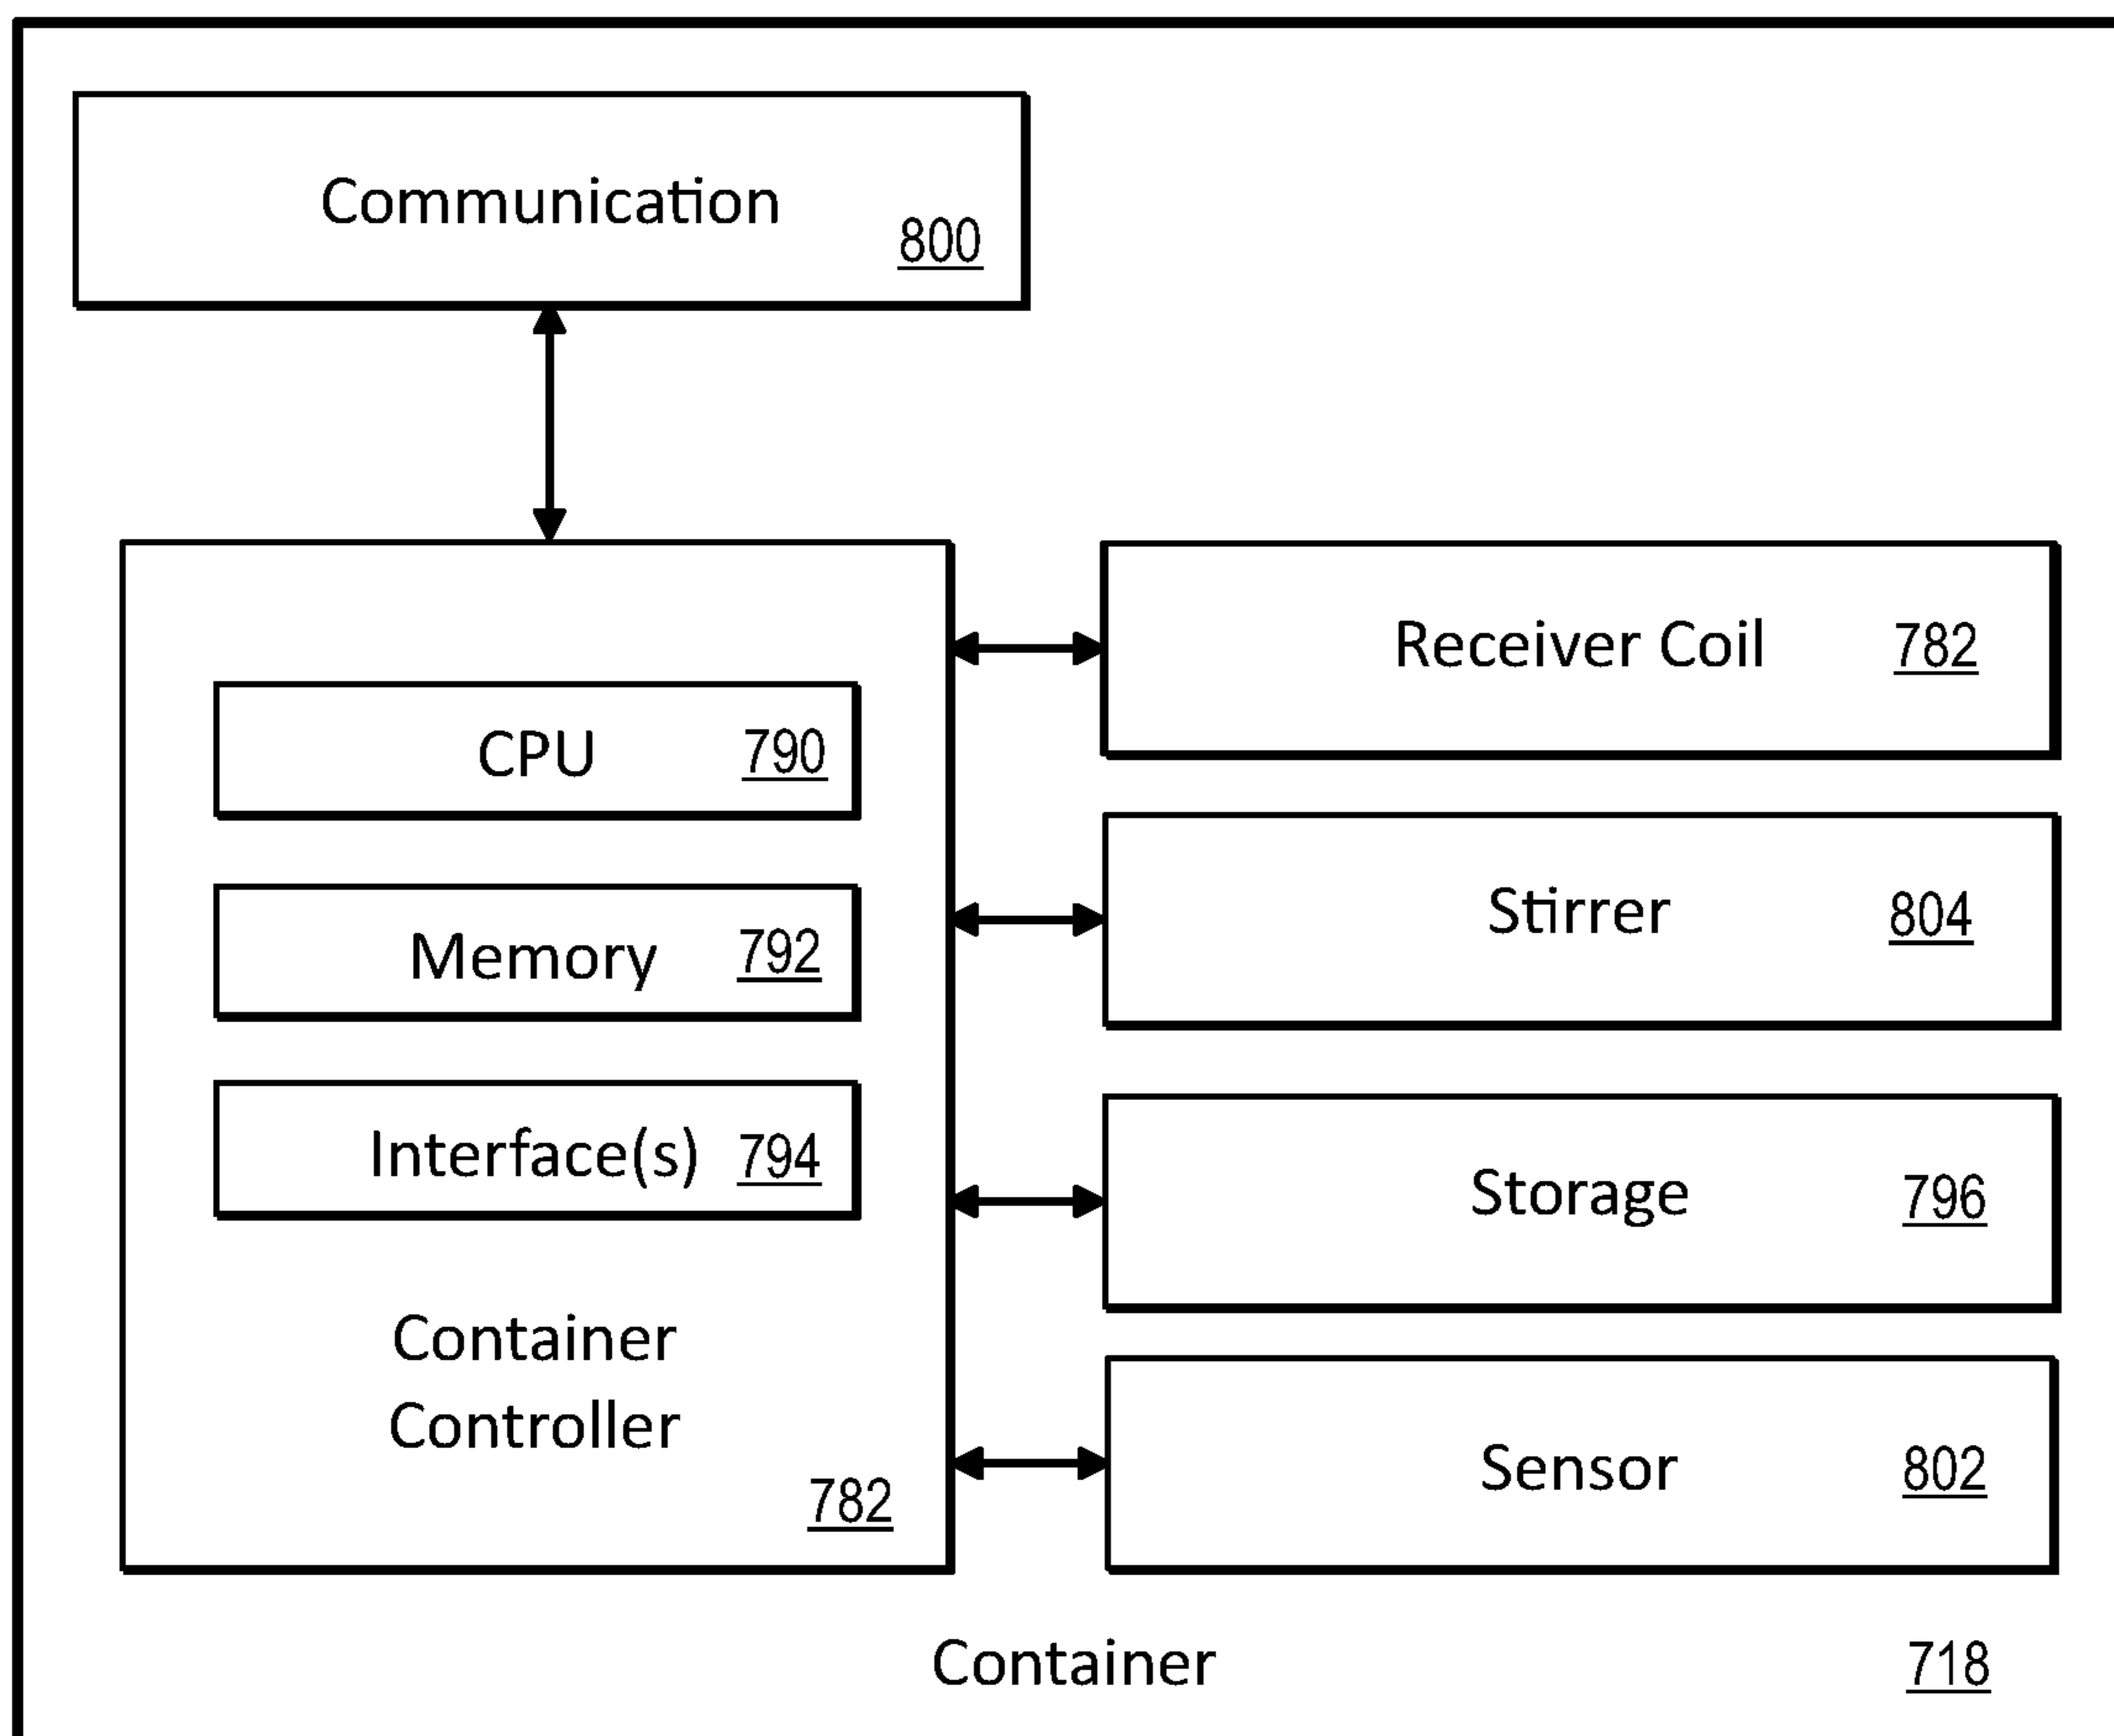 Communication
800
Receiver Coil 782
CPU 790
Stirrer 804
Memory 792
Interface(s) 794
Storage 796
Container
Controller
782
Sensor 802
Container 718